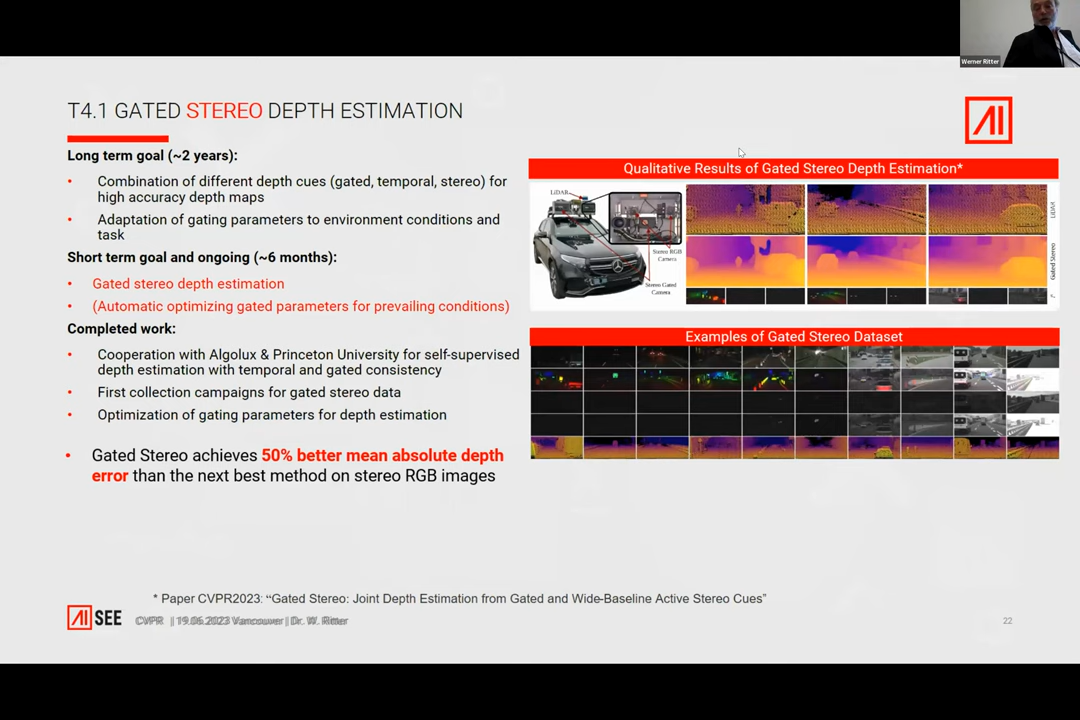 Werner Ritter
T4.1 GATED STEREO DEPTH ESTIMATION
AI
Long term goal (~2 years):
• Combination of different depth cues (gated, temporal, stereo) for
high accuracy depth maps
• Adaptation of gating parameters to environment conditions and
task
Short term goal and ongoing (~6 months):
• Gated stereo depth estimation
• (Automatic optimizing gated parameters for prevailing conditions)
Completed work:
• Cooperation with Algolux & Princeton University for self-supervised
depth estimation with temporal and gated consistency
• First collection campaigns for gated stereo data
• Optimization of gating parameters for depth estimation
• Gated Stereo achieves 50% better mean absolute depth
error than the next best method on stereo RGB images
Qualitative Results of Gated Stereo Depth Estimation*
LiDAR
Stereo RGB
Camera
Stereo Gated
Camera
LiDAR
Gated Stereo
Examples of Gated Stereo Dataset
* Paper CVPR2023: “Gated Stereo: Joint Depth Estimation from Gated and Wide-Baseline Active Stereo Cues”
AI SEE
CVPR || 19.06.2023 Vancouver | Dr. W. Ritter
22